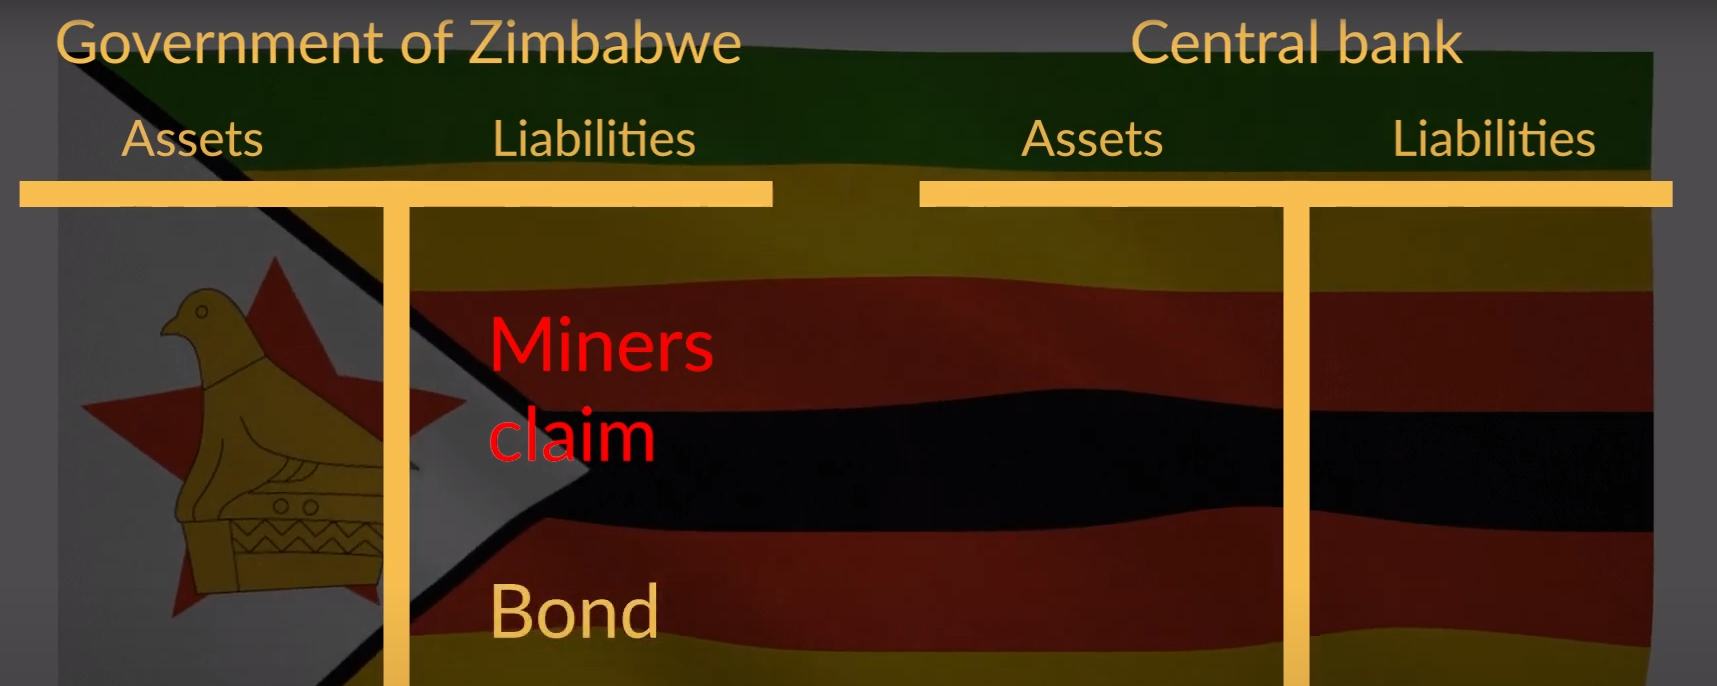 Government of Zimbabwe
Central bank
Assets
Liabilities
Assets
Liabilities
Miners
claim
Bond